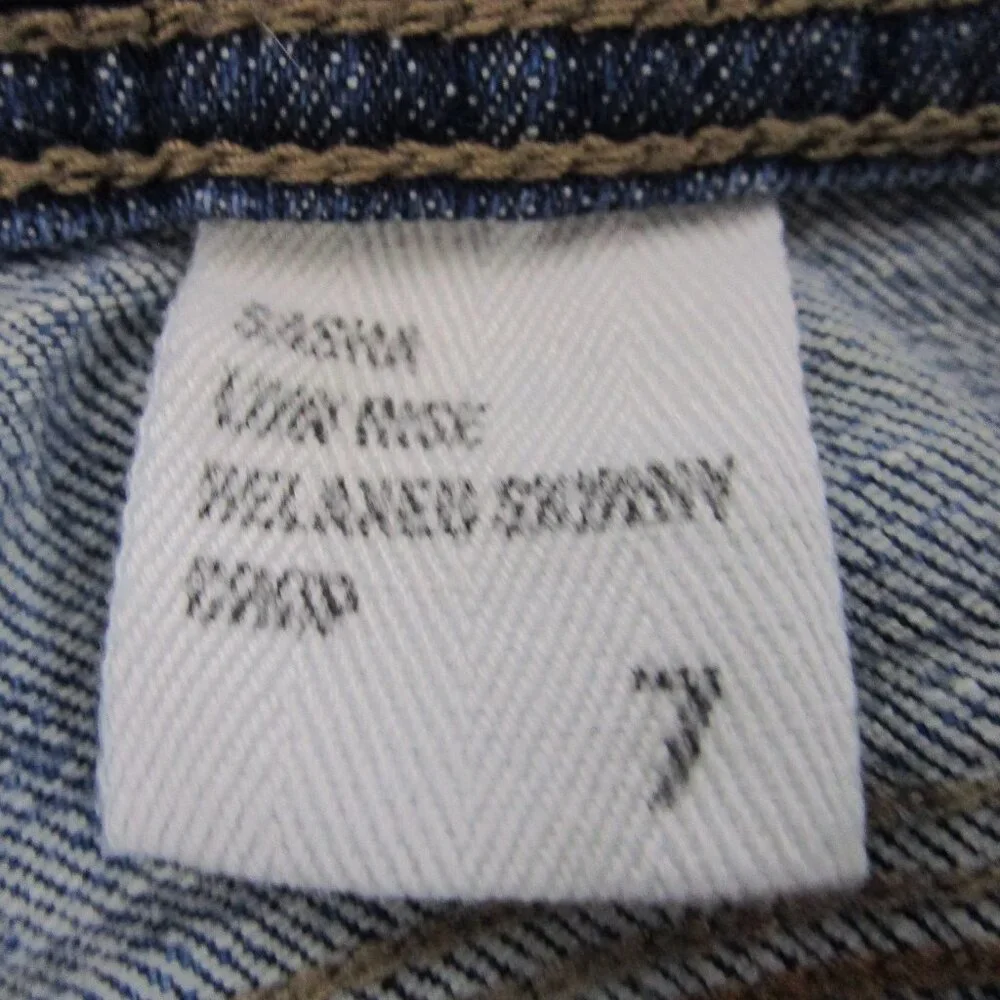 SASHA
LOW RISE
RELAXED SKINNY
CROP
7